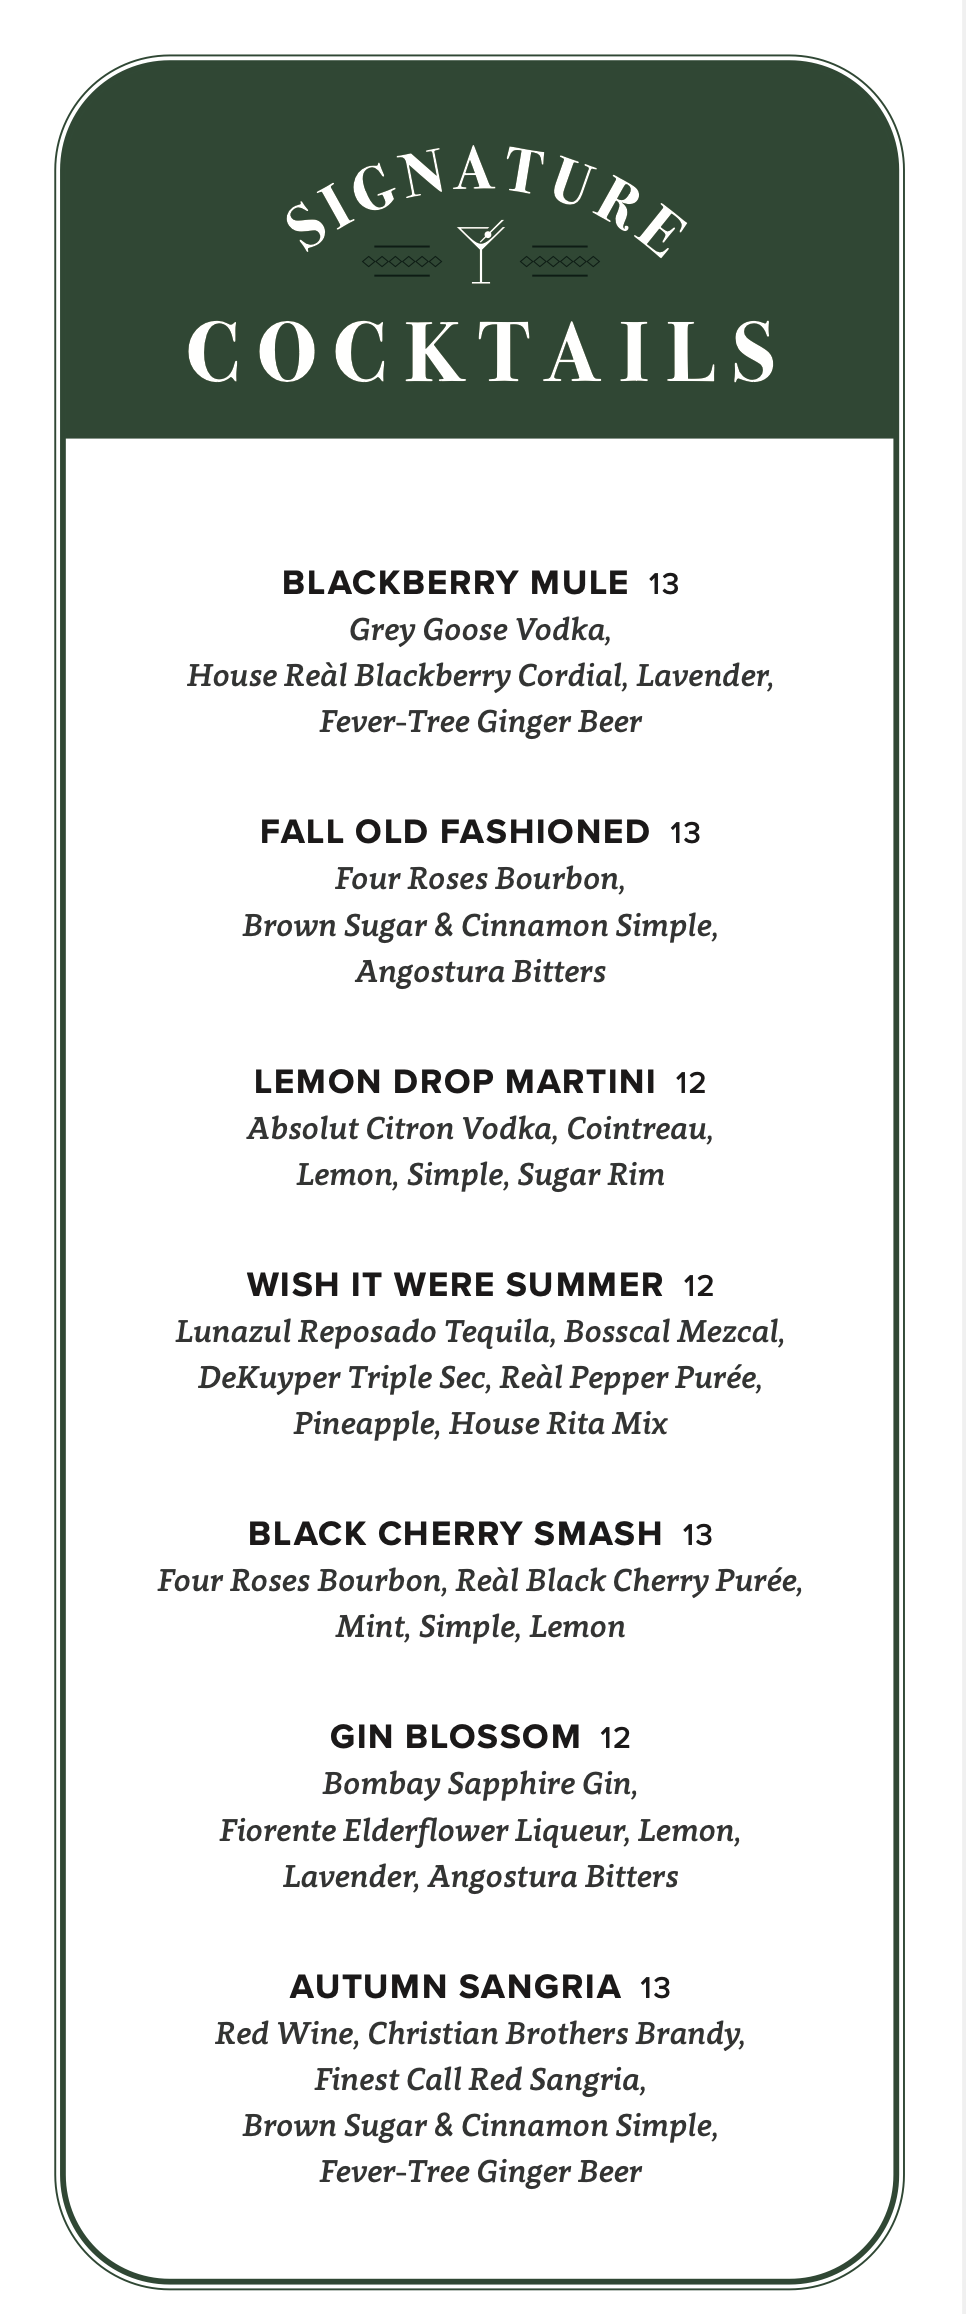 SIGNATURE
COCKTAILS
BLACKBERRY MULE 13
Grey Goose Vodka,
House Reàl Blackberry Cordial, Lavender,
Fever-Tree Ginger Beer
FALL OLD FASHIONED 13
Four Roses Bourbon,
Brown Sugar & Cinnamon Simple,
Angostura Bitters
LEMON DROP MARTINI 12
Absolut Citron Vodka, Cointreau,
Lemon, Simple, Sugar Rim
WISH IT WERE SUMMER 12
Lunazul Reposado Tequila, Bosscal Mezcal,
DeKuyper Triple Sec, Reàl Pepper Purée,
Pineapple, House Rita Mix
BLACK CHERRY SMASH 13
Four Roses Bourbon, Reàl Black Cherry Purée,
Mint, Simple, Lemon
GIN BLOSSOM 12
Bombay Sapphire Gin,
Fiorente Elderflower Liqueur, Lemon,
Lavender, Angostura Bitters
AUTUMN SANGRIA 13
Red Wine, Christian Brothers Brandy,
Finest Call Red Sangria,
Brown Sugar & Cinnamon Simple,
Fever-Tree Ginger Beer